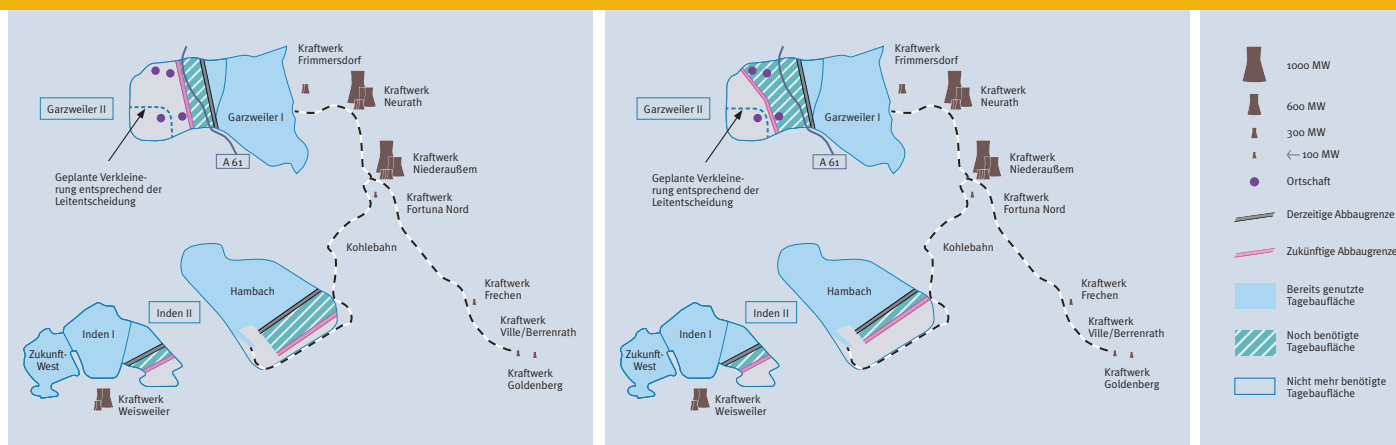 Kraftwerk
Frimmersdorf
Kraftwerk
Neurath
Garzweiler II
Garzweiler I
A 61
Geplante Verkleine-
rung entsprechend der
Leitentscheidung
Kraftwerk
Niederaußem
Kraftwerk
Fortuna Nord
Kohlebahn
Hambach
Kraftwerk
Frechen
Inden II
Kraftwerk
Ville/Berrenrath
Inden I
Zukunft-
West
Kraftwerk
Goldenberg
Kraftwerk
Weisweiler
Kraftwerk
Frimmersdorf
Kraftwerk
Neurath
Garzweiler II
Garzweiler I
A 61
Geplante Verkleine-
rung entsprechend der
Leitentscheidung
Kraftwerk
Niederaußem
Kraftwerk
Fortuna Nord
Kohlebahn
Hambach
Kraftwerk
Frechen
Inden II
Kraftwerk
Ville/Berrenrath
Inden I
Zukunft-
West
Kraftwerk
Goldenberg
Kraftwerk
Weisweiler
1000 MW
600 MW
300 MW
<--- 100 MW
Ortschaft
Derzeitige Abbaugrenze
Zukünftige Abbaugrenze
Bereits genutzte
Tagebaufläche
Noch benötigte
Tagebaufläche
Nicht mehr benötigte
Tagebaufläche